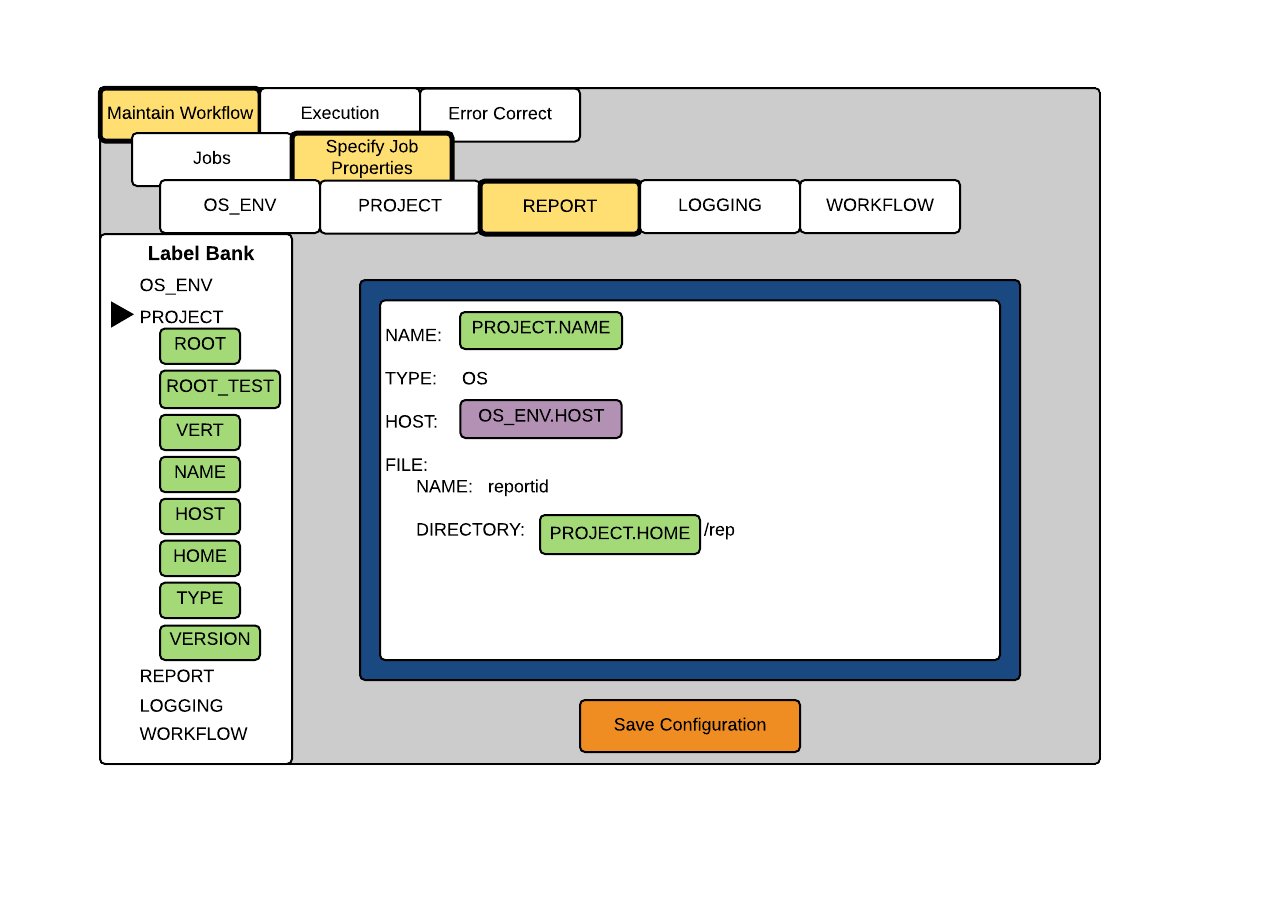 Maintain Workflow Execution Error Correct
Jobs Specify Job
Properties
OS_ENV PROJECT REPORT LOGGING WORKFLOW
Label Bank
OS_ENV
PROJECT
ROOT
ROOT_TEST
VERT
NAME
HOST
HOME
TYPE
VERSION
REPORT
LOGGING
WORKFLOW
NAME: PROJECT.NAME
TYPE: OS
HOST: OS_ENV.HOST
FILE:
NAME: reportid
DIRECTORY: PROJECT.HOME /rep
Save Configuration